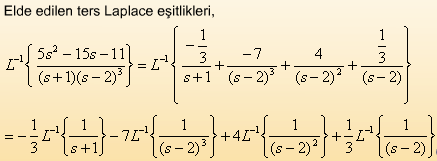 Elde edilen ters Laplace eşitlikleri,
L⁻¹{ (5s² − 15s − 11) / ((s+1)(s−2)³) } = L⁻¹{ (−1/3)/(s+1) + (−7)/(s−2)³ + 4/(s−2)² + (1/3)/(s−2) }
= −1/3 L⁻¹{ 1/(s+1) } − 7L⁻¹{ 1/(s−2)³ } + 4L⁻¹{ 1/(s−2)² } + 1/3 L⁻¹{ 1/(s−2) }